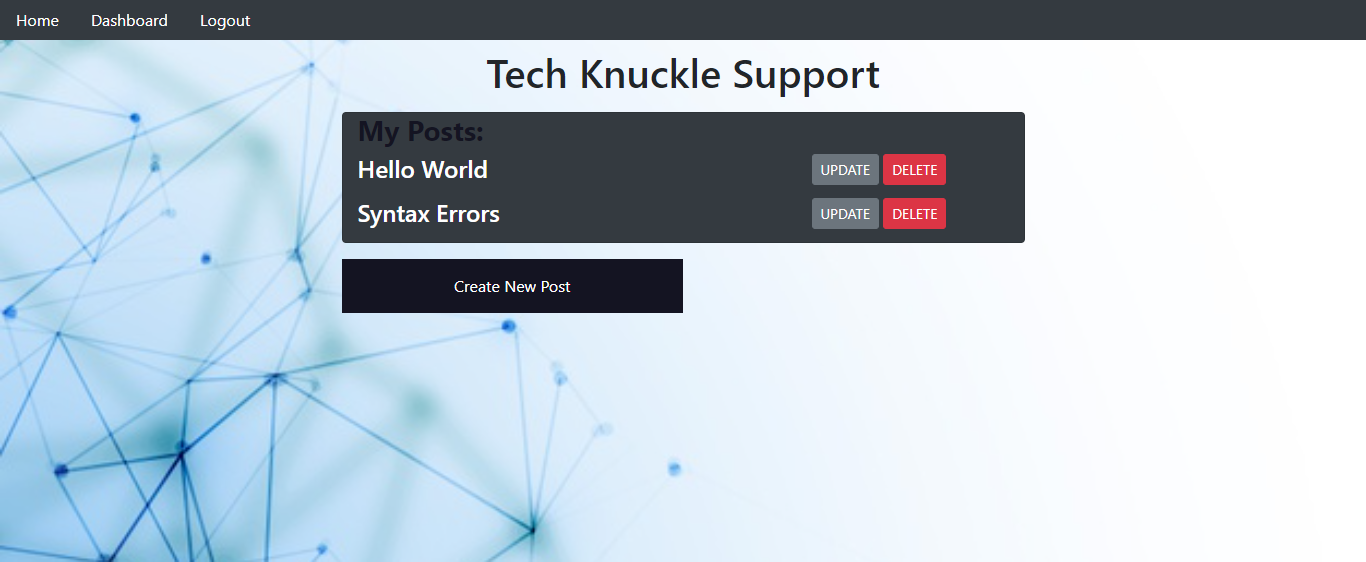 Home Dashboard Logout
Tech Knuckle Support
My Posts:
Hello World UPDATE DELETE
Syntax Errors UPDATE DELETE
Create New Post